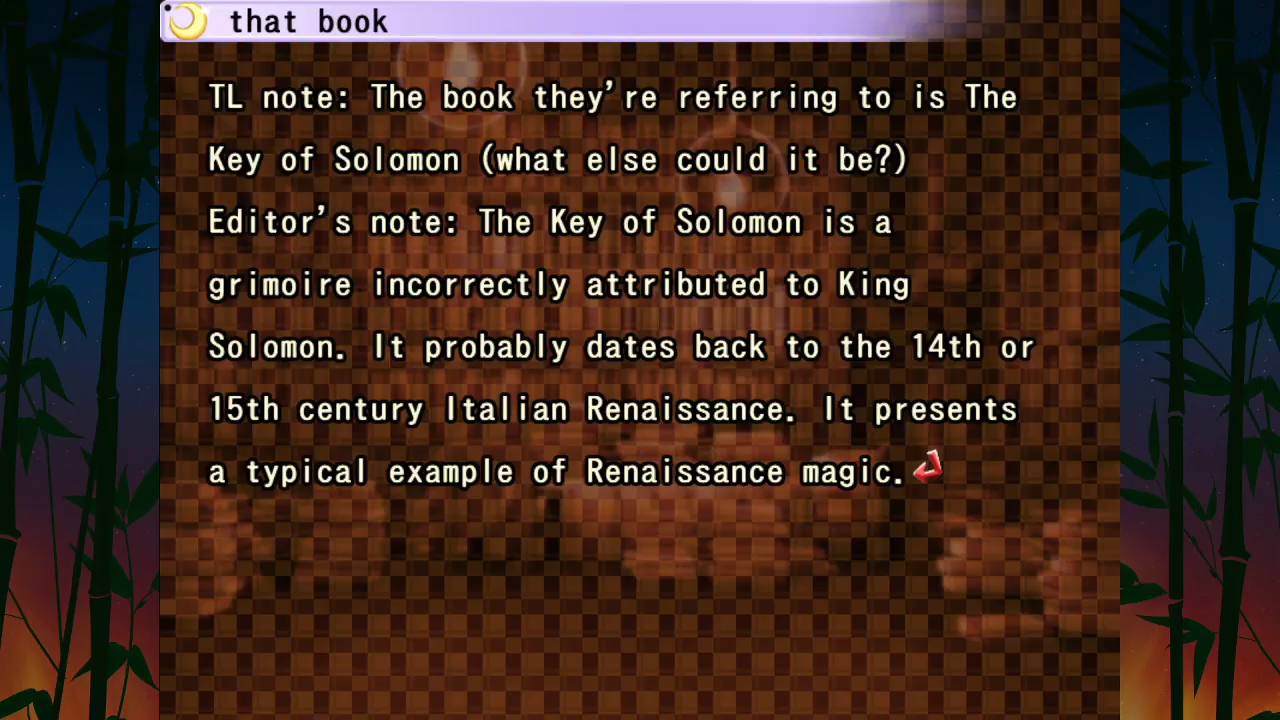 that book
TL note: The book they're referring to is The
Key of Solomon (what else could it be?)
Editor's note: The Key of Solomon is a
grimoire incorrectly attributed to King
Solomon. It probably dates back to the 14th or
15th century Italian Renaissance. It presents
a typical example of Renaissance magic.